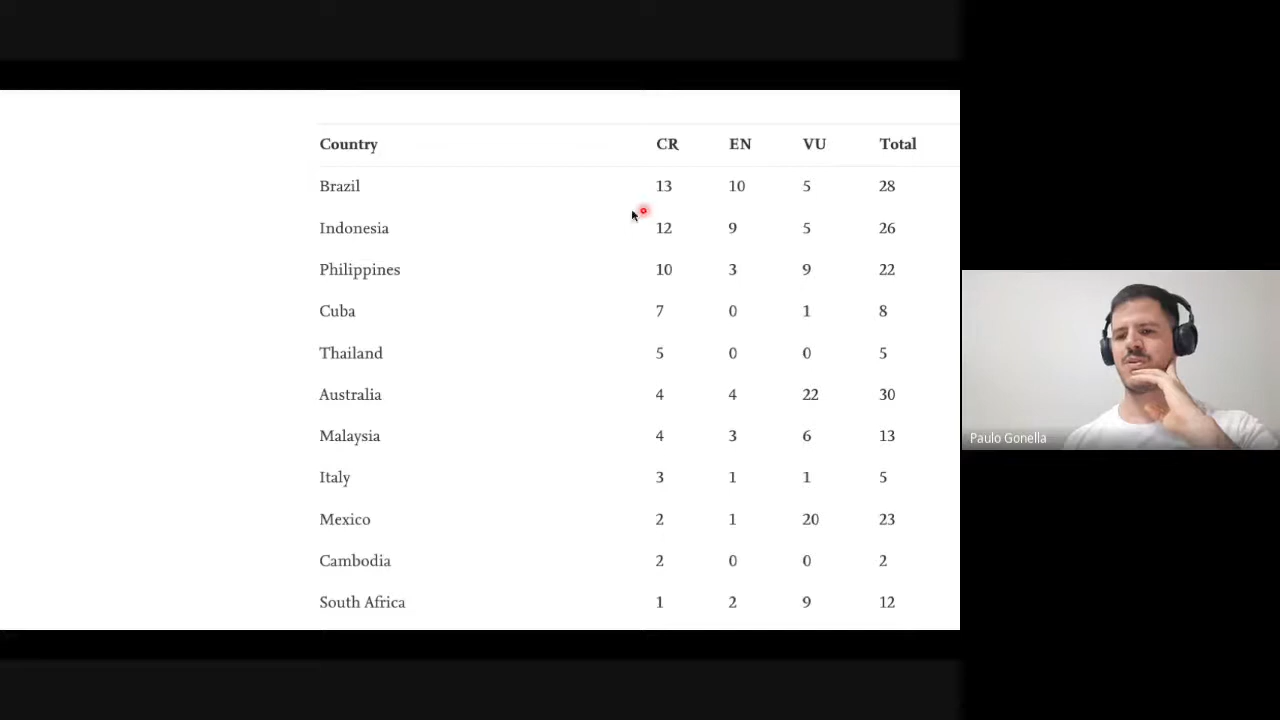 Country CR EN VU Total
Brazil 13 10 5 28
Indonesia 12 9 5 26
Philippines 10 3 9 22
Cuba 7 0 1 8
Thailand 5 0 0 5
Australia 4 4 22 30
Malaysia 4 3 6 13
Italy 3 1 1 5
Mexico 2 1 20 23
Cambodia 2 0 0 2
South Africa 1 2 9 12
Paulo Gonella